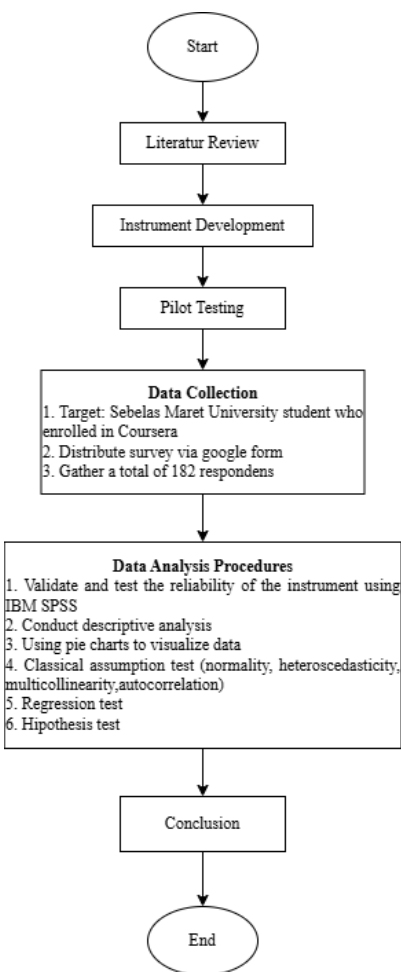 Start
Literatur Review
Instrument Development
Pilot Testing
Data Collection
1. Target: Sebelas Maret University student who
enrolled in Coursera
2. Distribute survey via google form
3. Gather a total of 182 respondens
Data Analysis Procedures
1. Validate and test the reliability of the instrument using
IBM SPSS
2. Conduct descriptive analysis
3. Using pie charts to visualize data
4. Classical assumption test (normality, heteroscedasticity,
multicollinearity,autocorrelation)
5. Regression test
6. Hipothesis test
Conclusion
End